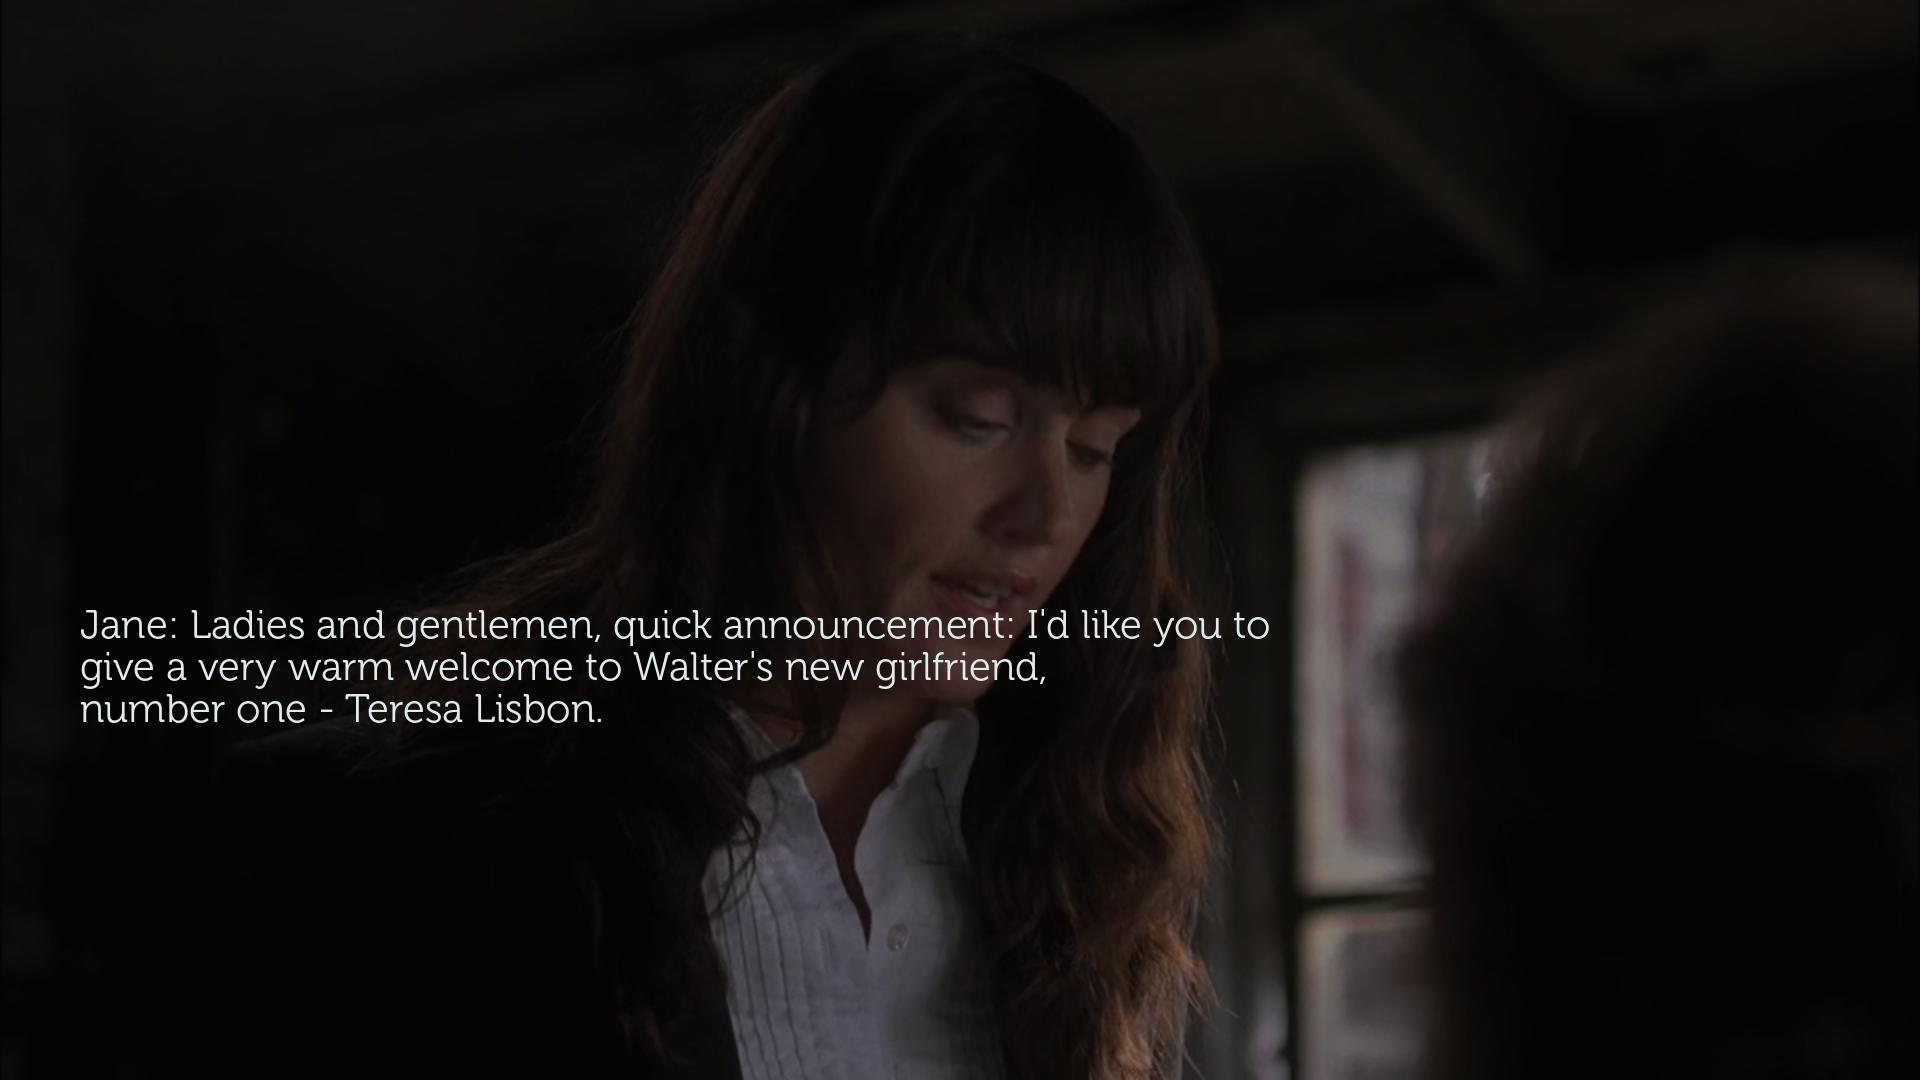 Jane: Ladies and gentlemen, quick announcement: I'd like you to
give a very warm welcome to Walter's new girlfriend,
number one - Teresa Lisbon.